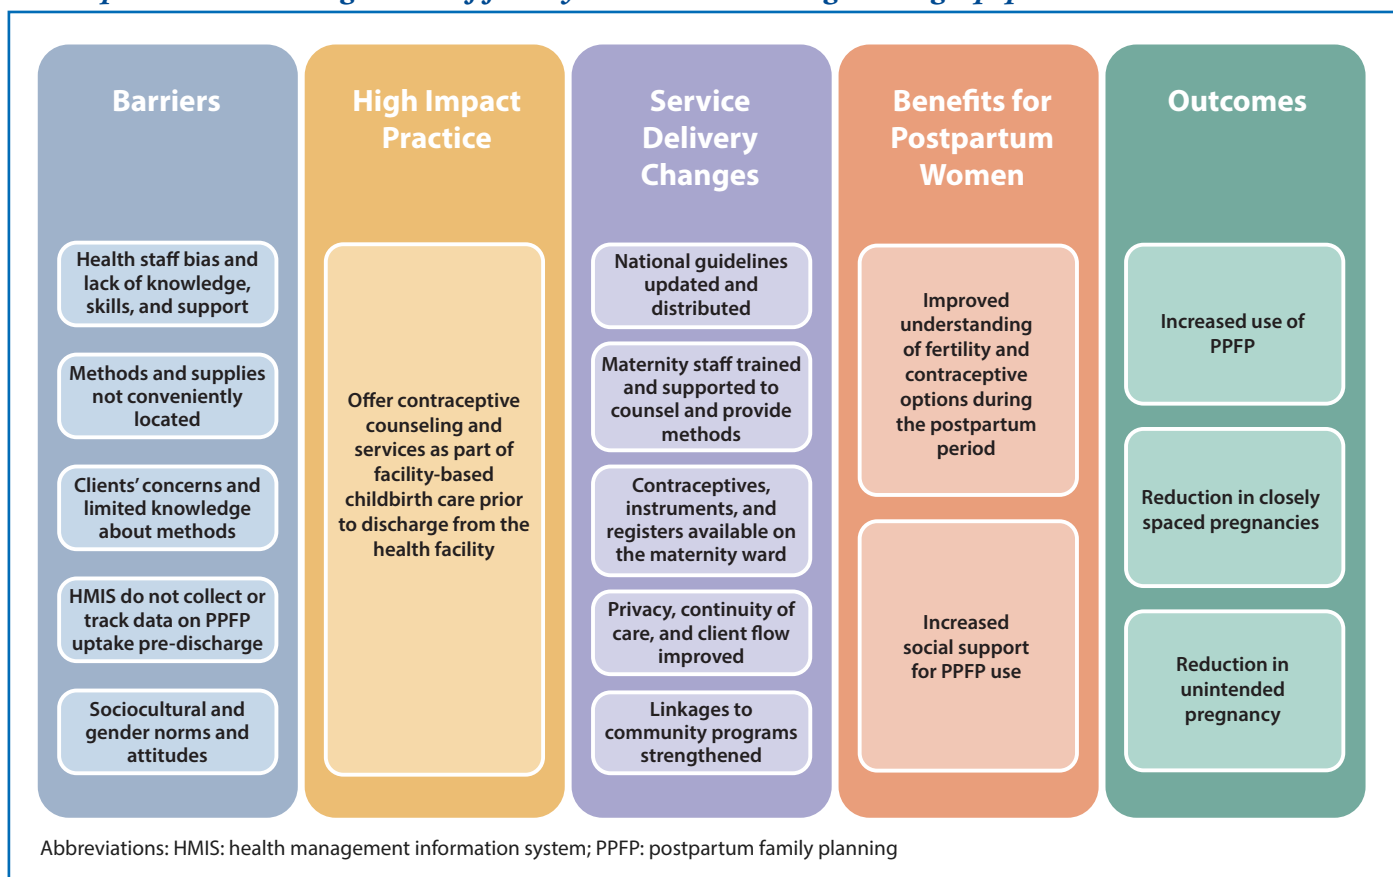 Barriers
Health staff bias and
lack of knowledge,
skills, and support
Methods and supplies
not conveniently
located
Clients' concerns and
limited knowledge
about methods
HMIS do not collect or
track data on PPFP
uptake pre-discharge
Sociocultural and
gender norms and
attitudes
High Impact
Practice
Offer contraceptive
counseling and
services as part of
facility-based
childbirth care prior
to discharge from the
health facility
Service
Delivery
Changes
National guidelines
updated and
distributed
Maternity staff trained
and supported to
counsel and provide
methods
Contraceptives,
instruments, and
registers available on
the maternity ward
Privacy, continuity of
care, and client flow
improved
Linkages to
community programs
strengthened
Benefits for
Postpartum
Women
Improved
understanding
of fertility and
contraceptive
options during
the postpartum
period
Increased
social support
for PPFP use
Outcomes
Increased use of
PPFP
Reduction in closely
spaced pregnancies
Reduction in
unintended
pregnancy
Abbreviations: HMIS: health management information system; PPFP: postpartum family planning